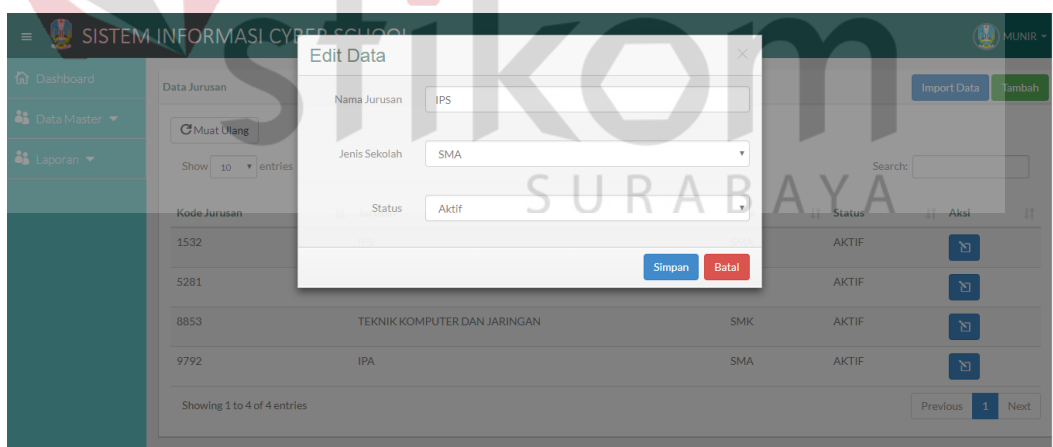 stikom
SURABAYA
SISTEM INFORMASI CYBER SCHOOL
MUNIR
Dashboard
Data Master
Laporan
Data Jurusan
Import Data
Tambah
Muat Ulang
Show 10 entries
Search:
Edit Data
Nama Jurusan IPS
Jenis Sekolah SMA
Status Aktif
Simpan Batal
Kode Jurusan Status Aksi
1532 AKTIF
5281 AKTIF
8853 TEKNIK KOMPUTER DAN JARINGAN SMK AKTIF
9792 IPA SMA AKTIF
Showing 1 to 4 of 4 entries
Previous 1 Next